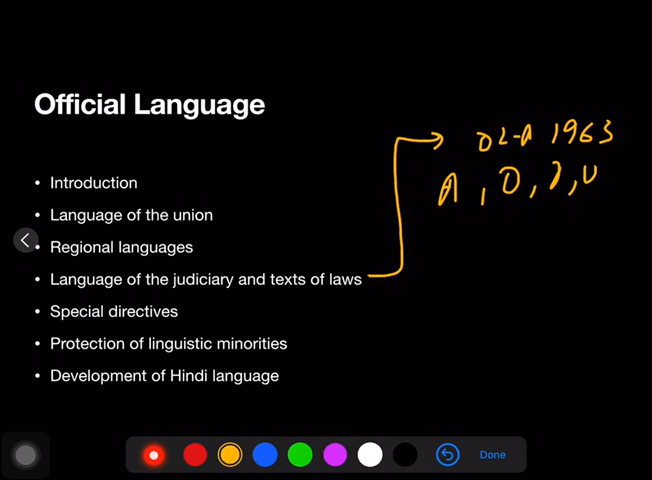 Official Language
OL-A 1963
A, O, R, U
• Introduction
• Language of the union
• Regional languages
• Language of the judiciary and texts of laws
• Special directives
• Protection of linguistic minorities
• Development of Hindi language
Done